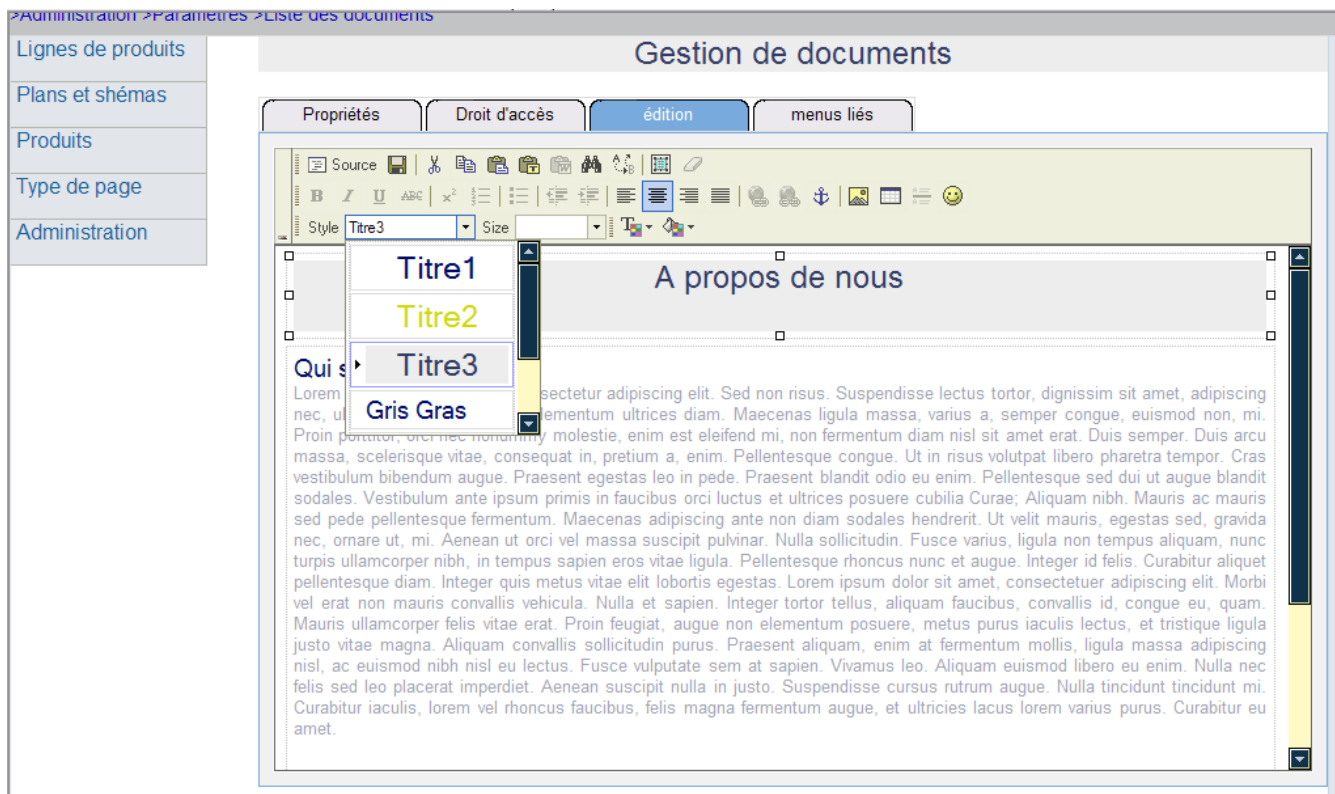 >Administration >Paramètres >Liste des documents
Lignes de produits
Plans et shémas
Produits
Type de page
Administration
Gestion de documents
Propriétés Droit d'accès édition menus liés
Source
B I U ABC
Style Titre3 Size
Titre1
Titre2
Titre3
Gris Gras
A propos de nous
Qui s
Lorem sectetur adipiscing elit. Sed non risus. Suspendisse lectus tortor, dignissim sit amet, adipiscing
nec, ul ementum ultrices diam. Maecenas ligula massa, varius a, semper congue, euismod non, mi.
Proin porttitor, orci nec nonummy molestie, enim est eleifend mi, non fermentum diam nisl sit amet erat. Duis semper. Duis arcu
massa, scelerisque vitae, consequat in, pretium a, enim. Pellentesque congue. Ut in risus volutpat libero pharetra tempor. Cras
vestibulum bibendum augue. Praesent egestas leo in pede. Praesent blandit odio eu enim. Pellentesque sed dui ut augue blandit
sodales. Vestibulum ante ipsum primis in faucibus orci luctus et ultrices posuere cubilia Curae; Aliquam nibh. Mauris ac mauris
sed pede pellentesque fermentum. Maecenas adipiscing ante non diam sodales hendrerit. Ut velit mauris, egestas sed, gravida
nec, ornare ut, mi. Aenean ut orci vel massa suscipit pulvinar. Nulla sollicitudin. Fusce varius, ligula non tempus aliquam, nunc
turpis ullamcorper nibh, in tempus sapien eros vitae ligula. Pellentesque rhoncus nunc et augue. Integer id felis. Curabitur aliquet
pellentesque diam. Integer quis metus vitae elit lobortis egestas. Lorem ipsum dolor sit amet, consectetuer adipiscing elit. Morbi
vel erat non mauris convallis vehicula. Nulla et sapien. Integer tortor tellus, aliquam faucibus, convallis id, congue eu, quam.
Mauris ullamcorper felis vitae erat. Proin feugiat, augue non elementum posuere, metus purus iaculis lectus, et tristique ligula
justo vitae magna. Aliquam convallis sollicitudin purus. Praesent aliquam, enim at fermentum mollis, ligula massa adipiscing
nisl, ac euismod nibh nisl eu lectus. Fusce vulputate sem at sapien. Vivamus leo. Aliquam euismod libero eu enim. Nulla nec
felis sed leo placerat imperdiet. Aenean suscipit nulla in justo. Suspendisse cursus rutrum augue. Nulla tincidunt tincidunt mi.
Curabitur iaculis, lorem vel rhoncus faucibus, felis magna fermentum augue, et ultricies lacus lorem varius purus. Curabitur eu
amet.